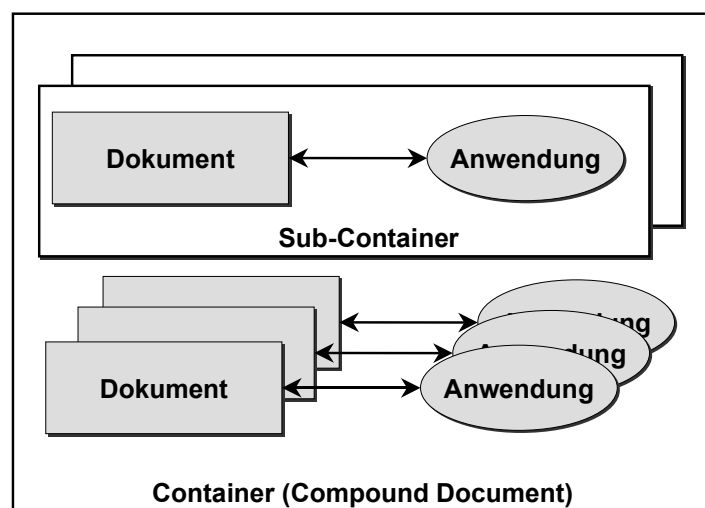 Dokument
Anwendung
Sub-Container
Dokument
Anwendung
Container (Compound Document)